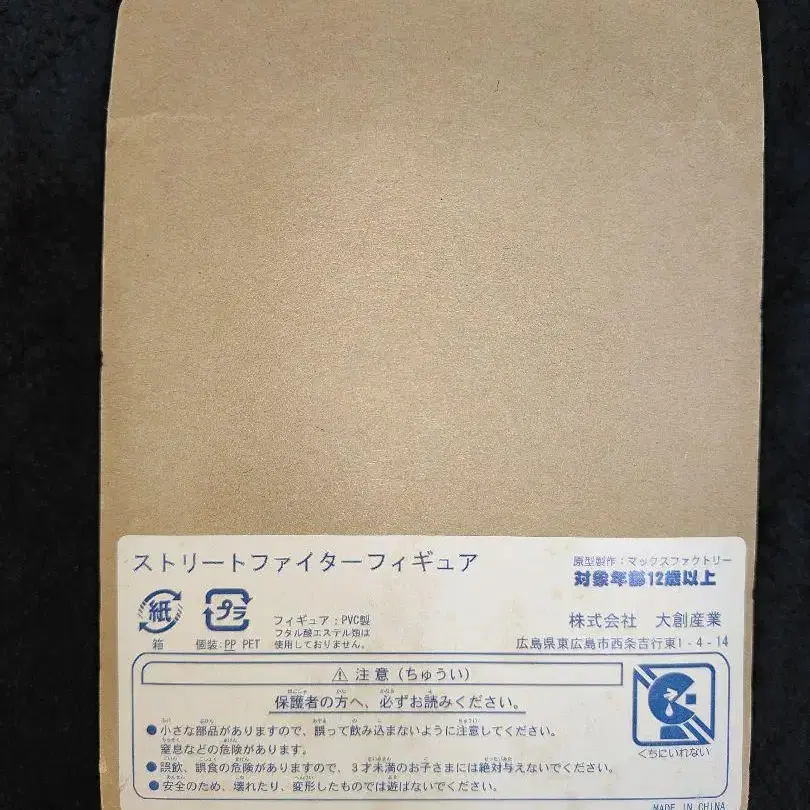 ストリートファイターフィギュア
原型製作：マックスファクトリー
対象年齢12歳以上
紙
箱
プラ
個装:PP PET
フィギュア：PVC製
フタル酸エステル類は
使用しておりません。
株式会社　大創産業
広島県東広島市西条吉行東1-4-14
⚠ 注意（ちゅうい）
保護者の方へ、必ずお読みください。
●小さな部品がありますので、誤って飲み込まないように注意してください。
窒息などの危険があります。
●誤飲、誤食の危険がありますので、３才未満のお子さまには絶対与えないでください。
●安全のため、壊れたり、変形したものでは遊ばないでください。
くちにいれない
MADE IN CHINA